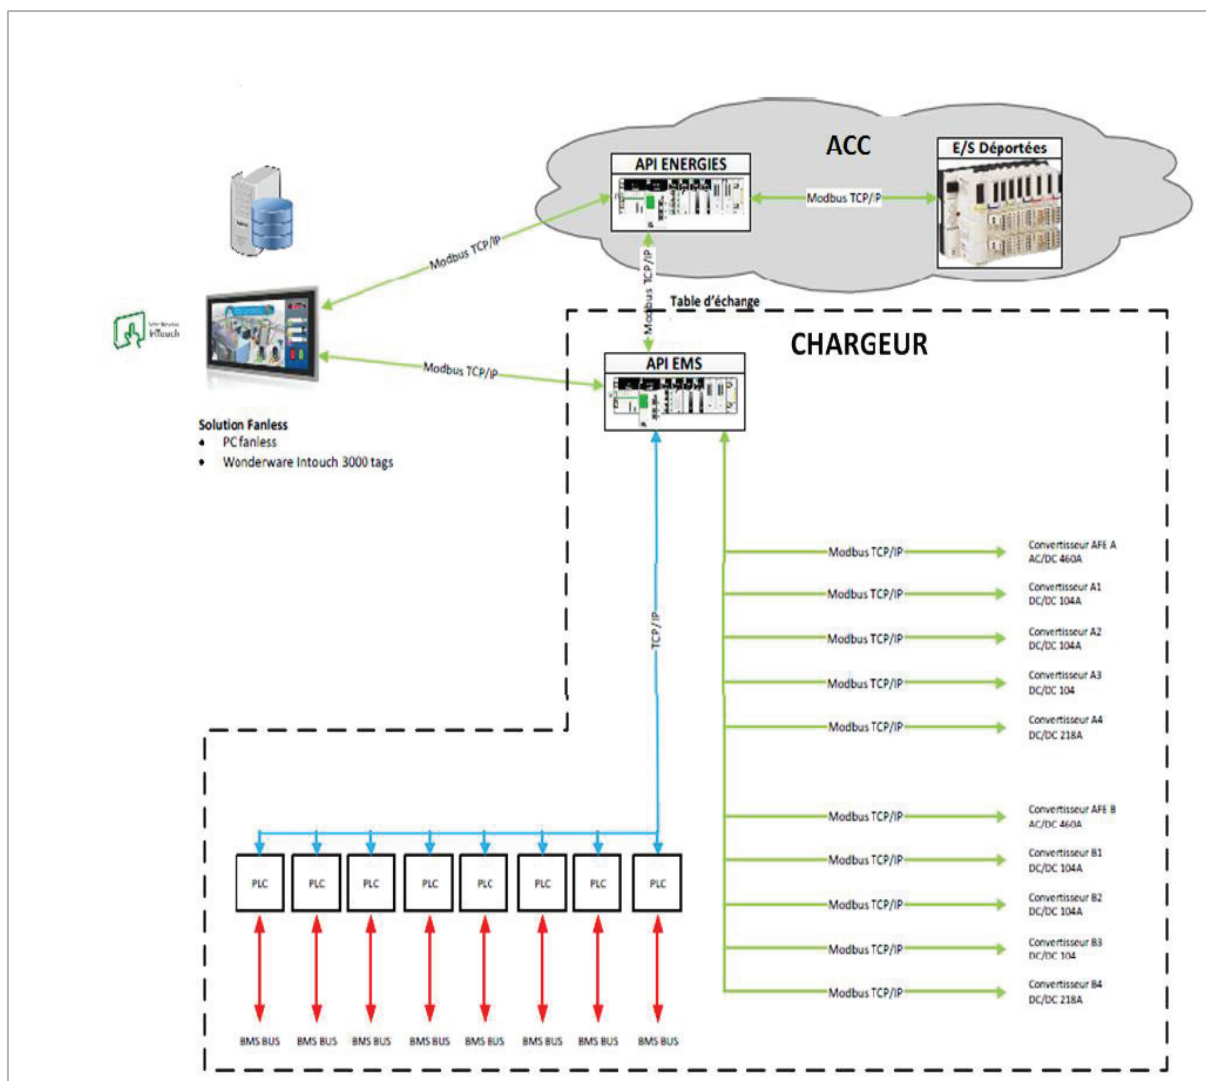 ACC
API ENERGIES
E/S Déportées
Modbus TCP/IP
Modbus TCP/IP
Modbus TCP/IP
Table d'échange
InTouch
CHARGEUR
API EMS
Modbus TCP/IP
Solution Fanless
• PC fanless
• Wonderware Intouch 3000 tags
TCP/IP
Modbus TCP/IP
Convertisseur AFE A
AC/DC 460A
Modbus TCP/IP
Convertisseur A1
DC/DC 104A
Modbus TCP/IP
Convertisseur A2
DC/DC 104A
Modbus TCP/IP
Convertisseur A3
DC/DC 104
Modbus TCP/IP
Convertisseur A4
DC/DC 218A
Modbus TCP/IP
Convertisseur AFE B
AC/DC 460A
Modbus TCP/IP
Convertisseur B1
DC/DC 104A
Modbus TCP/IP
Convertisseur B2
DC/DC 104A
Modbus TCP/IP
Convertisseur B3
DC/DC 104
Modbus TCP/IP
Convertisseur B4
DC/DC 218A
PLC PLC PLC PLC PLC PLC PLC PLC
BMS BUS BMS BUS BMS BUS BMS BUS BMS BUS BMS BUS BMS BUS BMS BUS